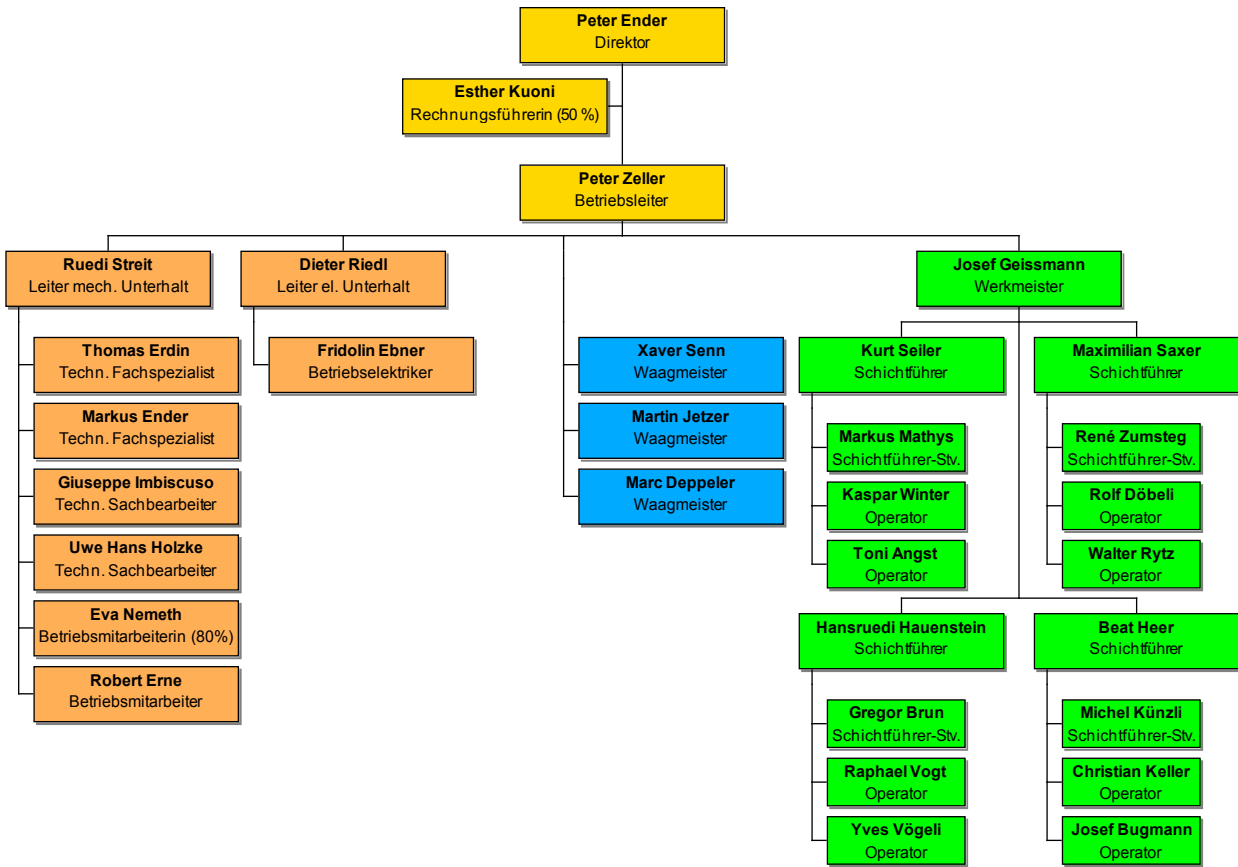 Peter Ender
Direktor
Esther Kuoni
Rechnungsführerin (50 %)
Peter Zeller
Betriebsleiter
Ruedi Streit
Leiter mech. Unterhalt
Thomas Erdin
Techn. Fachspezialist
Markus Ender
Techn. Fachspezialist
Giuseppe Imbiscuso
Techn. Sachbearbeiter
Uwe Hans Holzke
Techn. Sachbearbeiter
Eva Nemeth
Betriebsmitarbeiterin (80%)
Robert Erne
Betriebsmitarbeiter
Dieter Riedl
Leiter el. Unterhalt
Fridolin Ebner
Betriebselektriker
Xaver Senn
Waagmeister
Martin Jetzer
Waagmeister
Marc Deppeler
Waagmeister
Josef Geissmann
Werkmeister
Kurt Seiler
Schichtführer
Markus Mathys
Schichtführer-Stv.
Kaspar Winter
Operator
Toni Angst
Operator
Maximilian Saxer
Schichtführer
René Zumsteg
Schichtführer-Stv.
Rolf Döbeli
Operator
Walter Rytz
Operator
Hansruedi Hauenstein
Schichtführer
Gregor Brun
Schichtführer-Stv.
Raphael Vogt
Operator
Yves Vögeli
Operator
Beat Heer
Schichtführer
Michel Künzli
Schichtführer-Stv.
Christian Keller
Operator
Josef Bugmann
Operator